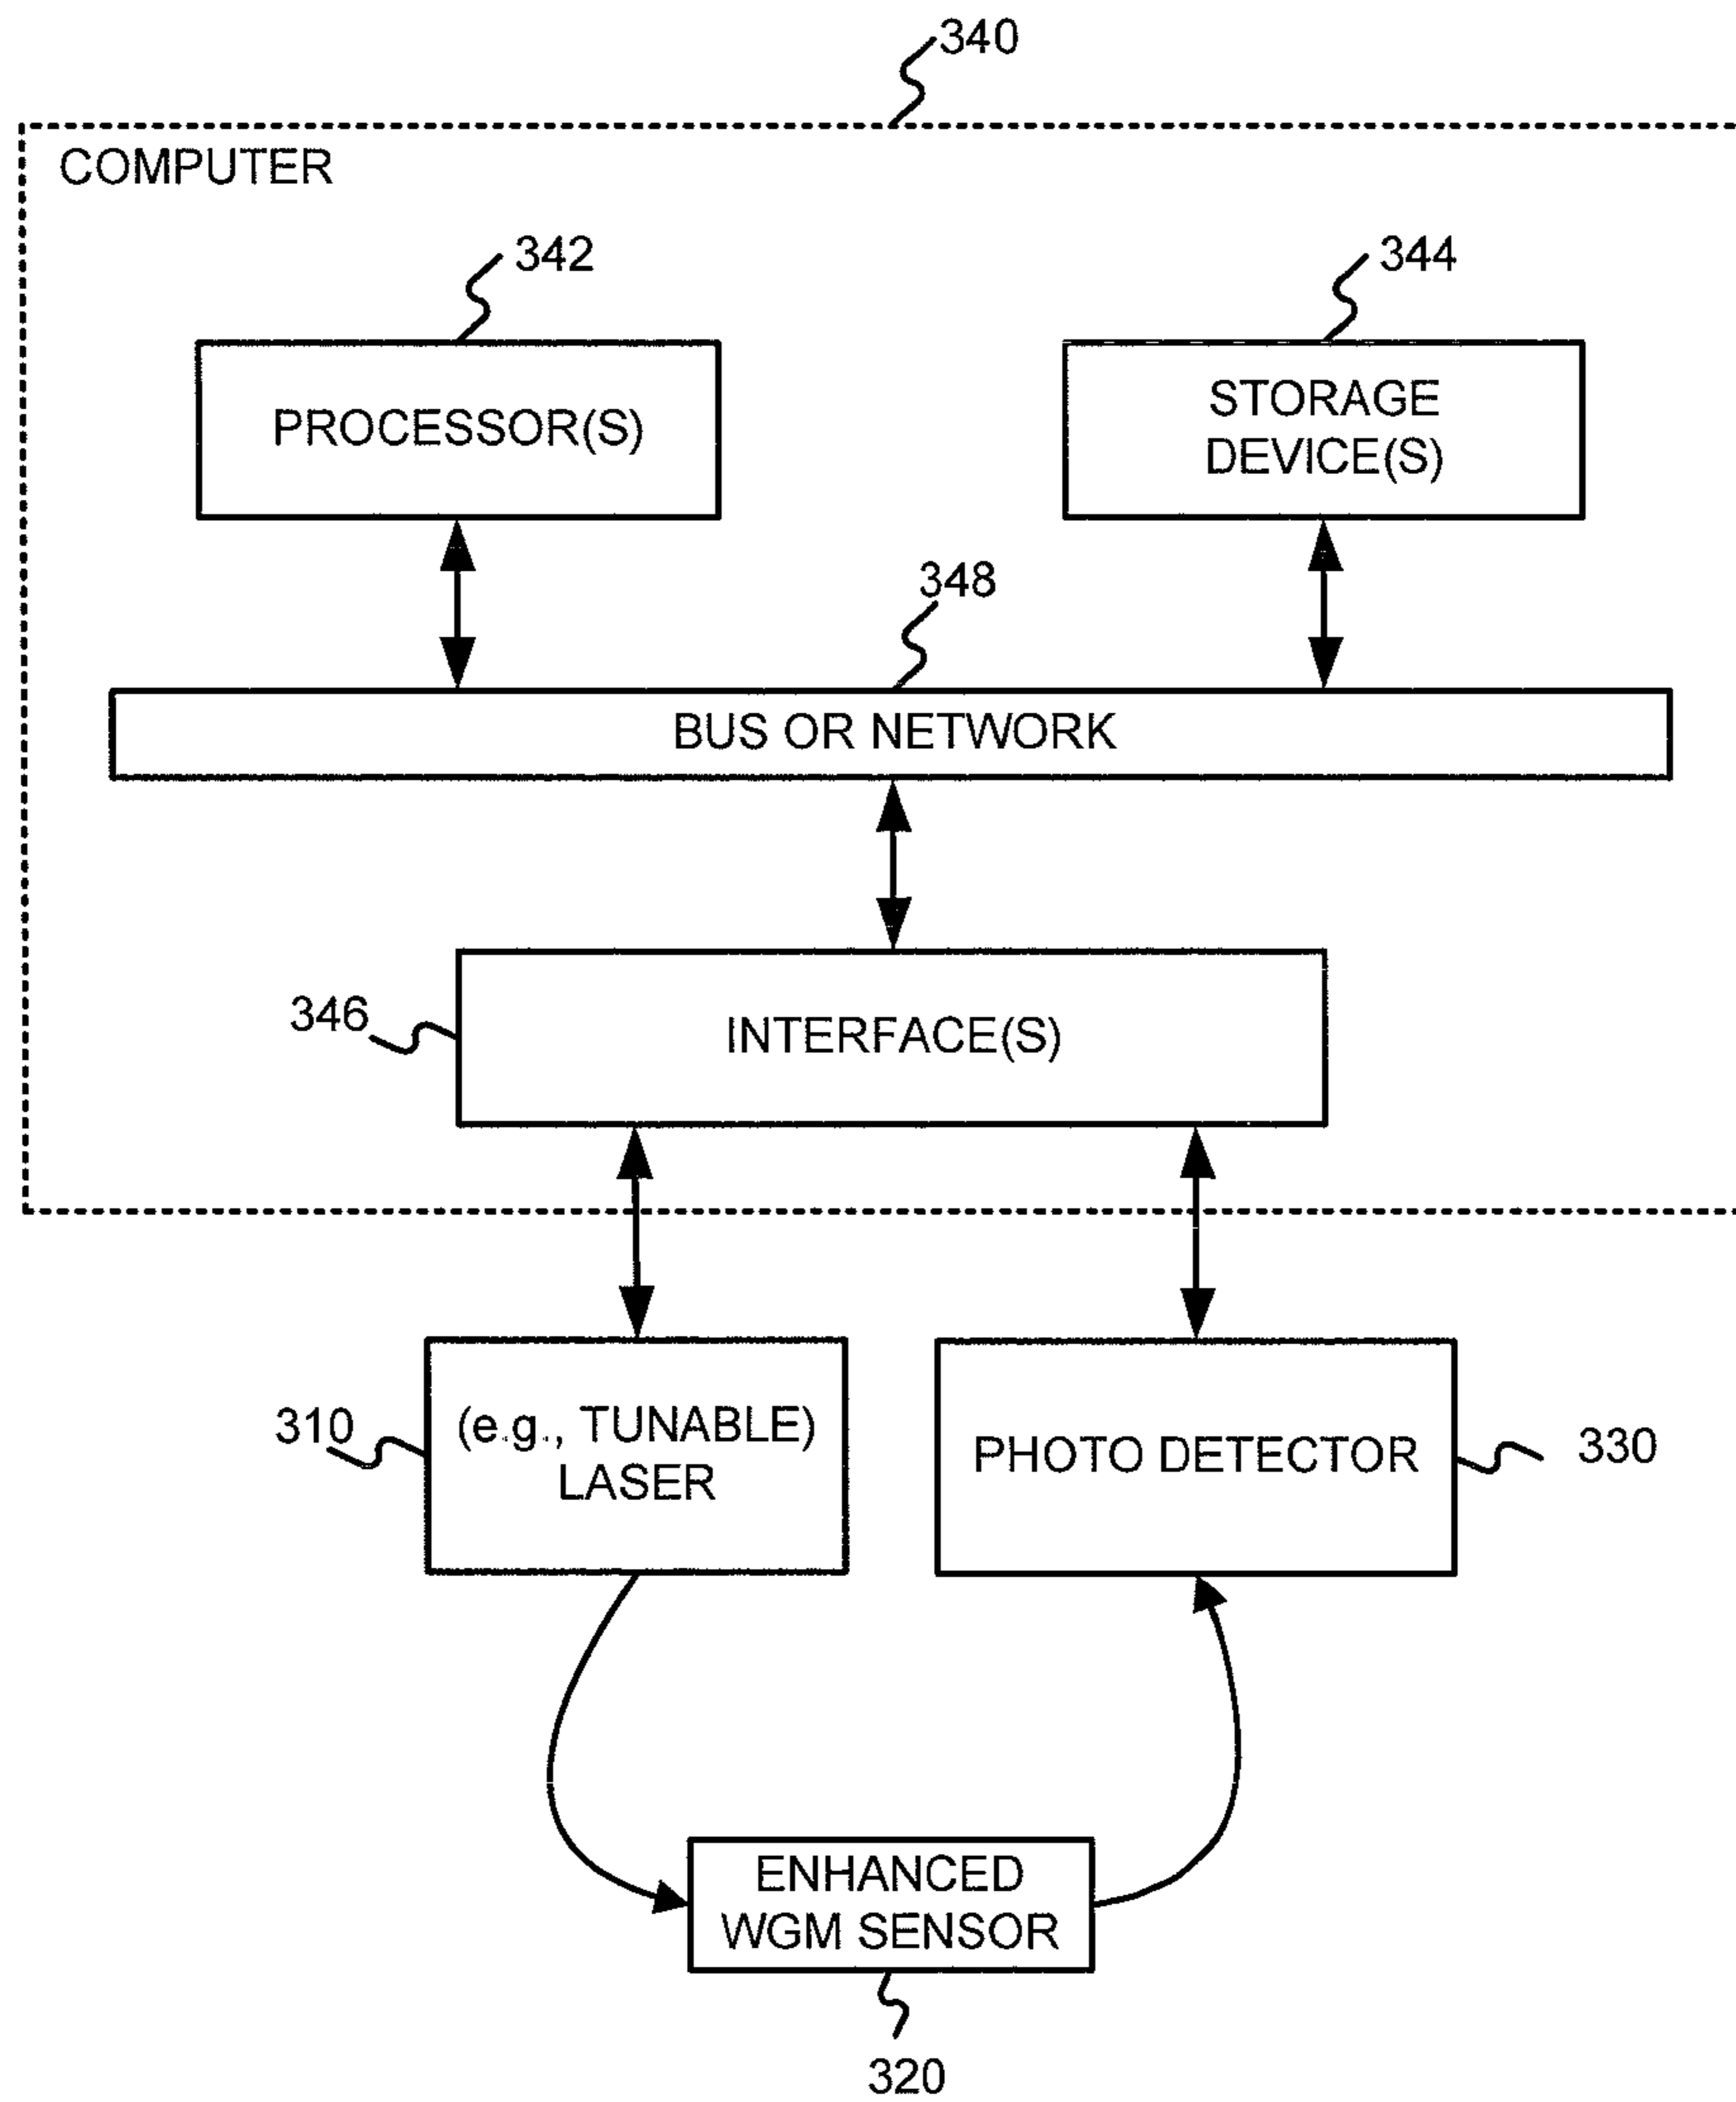 340
COMPUTER
342
344
PROCESSOR(S)
STORAGE
DEVICE(S)
348
BUS OR NETWORK
346
INTERFACE(S)
310
(e.g., TUNABLE)
LASER
PHOTO DETECTOR
330
ENHANCED
WGM SENSOR
320